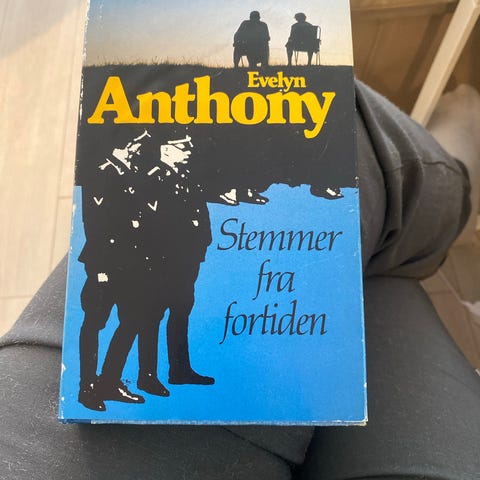 Evelyn
Anthony
Stemmer
fra
fortiden